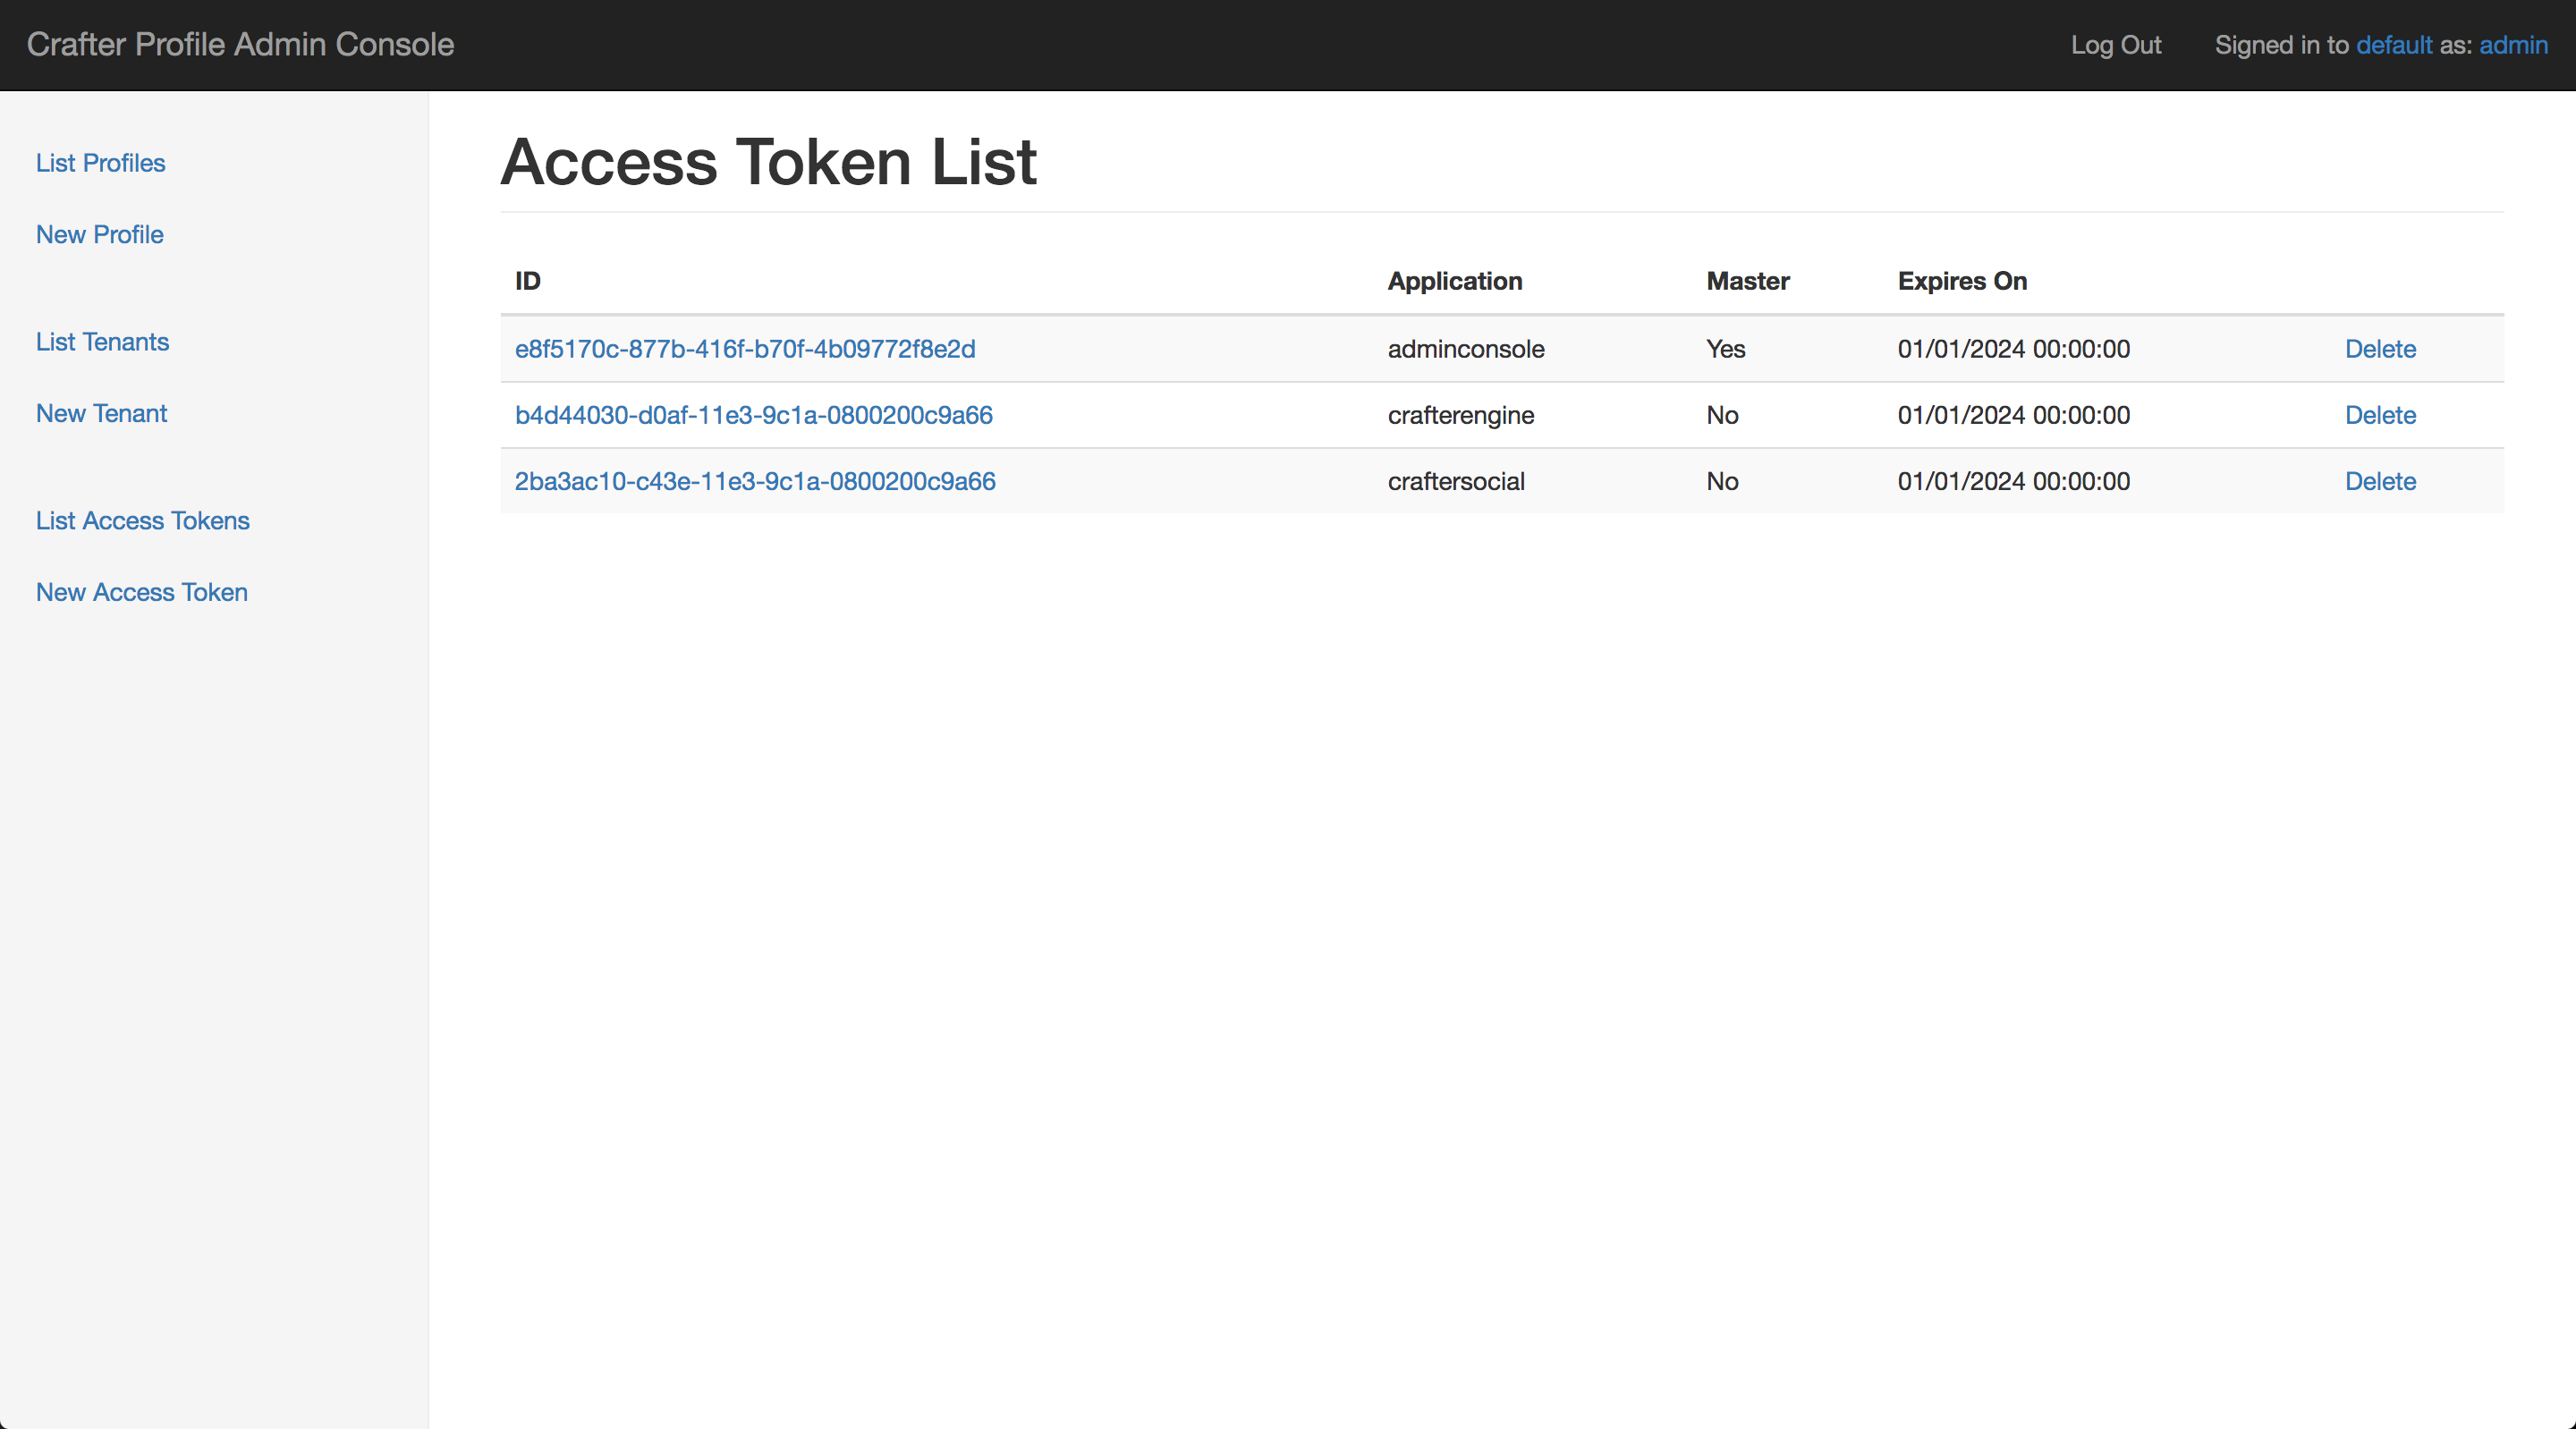 Crafter Profile Admin Console
Log Out Signed in to default as: admin
List Profiles
New Profile
List Tenants
New Tenant
List Access Tokens
New Access Token
Access Token List
ID Application Master Expires On
e8f5170c-877b-416f-b70f-4b09772f8e2d adminconsole Yes 01/01/2024 00:00:00 Delete
b4d44030-d0af-11e3-9c1a-0800200c9a66 crafterengine No 01/01/2024 00:00:00 Delete
2ba3ac10-c43e-11e3-9c1a-0800200c9a66 craftersocial No 01/01/2024 00:00:00 Delete